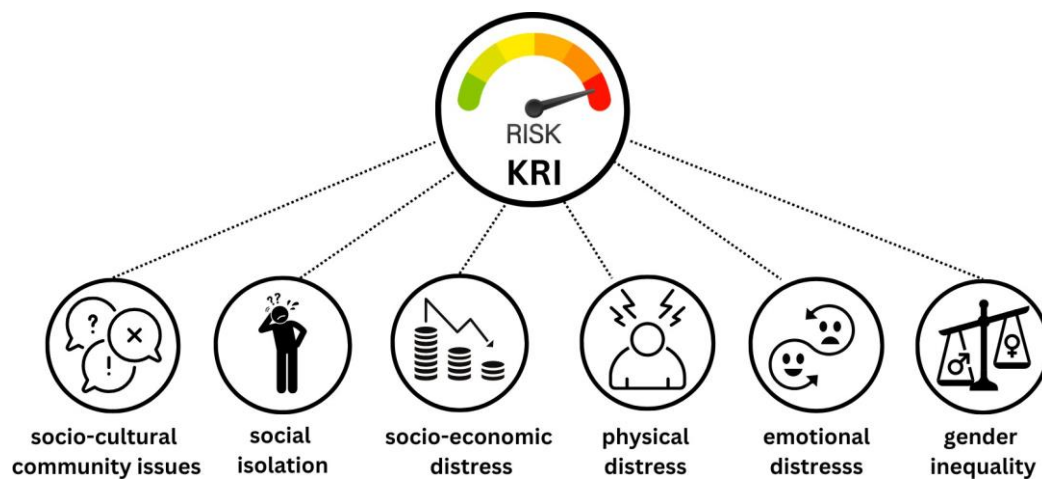 RISK
KRI
? × !
??
socio-cultural
community issues
social
isolation
socio-economic
distress
physical
distress
emotional
distresss
gender
inequality